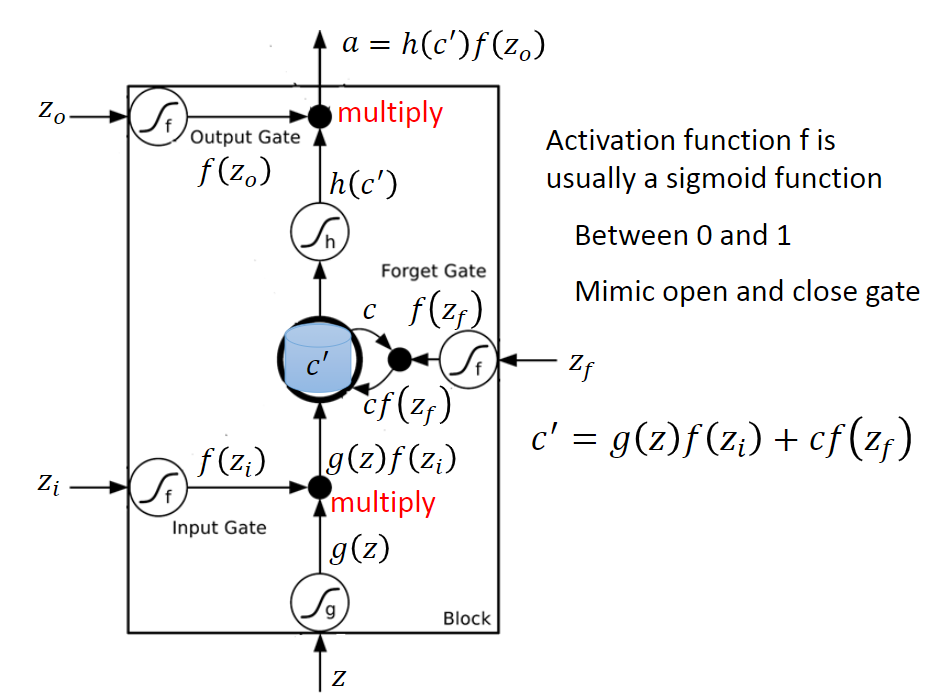 a = h(c′)f(z_o)
z_o
f
multiply
Output Gate
f(z_o)
h(c′)
h
Activation function f is
usually a sigmoid function
Between 0 and 1
Mimic open and close gate
Forget Gate
c
f(z_f)
c′
f
z_f
cf(z_f)
c′ = g(z)f(z_i) + cf(z_f)
f(z_i)
g(z)f(z_i)
z_i
f
multiply
Input Gate
g(z)
g
Block
z